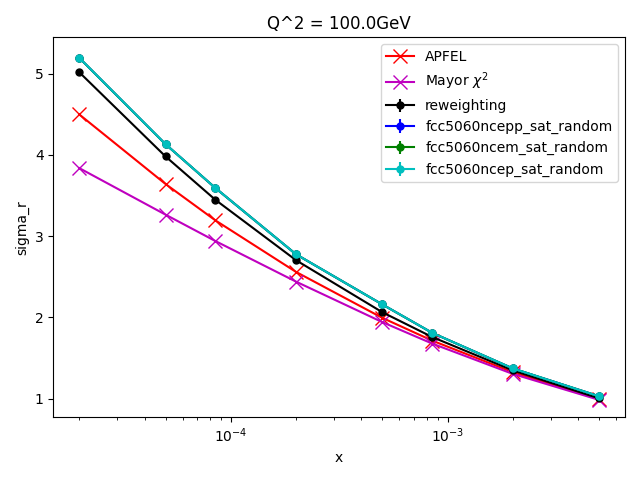 Q^2 = 100.0GeV
APFEL
Mayor χ²
reweighting
fcc5060ncepp_sat_random
fcc5060ncem_sat_random
fcc5060ncep_sat_random
sigma_r
5
4
3
2
1
10⁻⁴
10⁻³
x